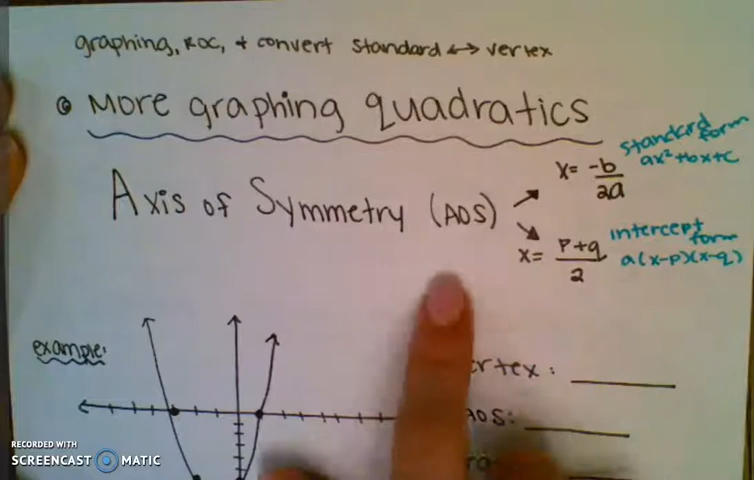 graphing, ROC, + convert standard ↔ vertex
More graphing quadratics
Axis of Symmetry (AOS)
x = -b/2a
standard form
ax² + bx + c
x = p+q/2
intercept form
a(x-p)(x-q)
example:
rtex:
AOS:
RECORDED WITH
SCREENCAST MATIC